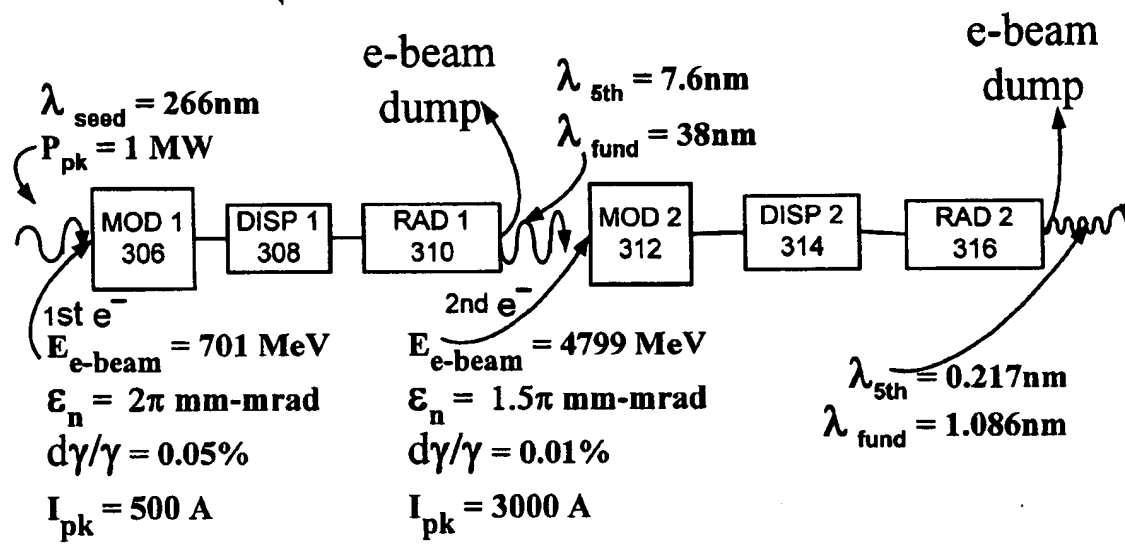 λ seed = 266nm
P pk = 1 MW
e-beam
dump
λ 5th = 7.6nm
λ fund = 38nm
e-beam
dump
MOD 1
306
DISP 1
308
RAD 1
310
MOD 2
312
DISP 2
314
RAD 2
316
1st e⁻
E e-beam = 701 MeV
εn = 2π mm-mrad
dγ/γ = 0.05%
I pk = 500 A
2nd e⁻
E e-beam = 4799 MeV
εn = 1.5π mm-mrad
dγ/γ = 0.01%
I pk = 3000 A
λ 5th = 0.217nm
λ fund = 1.086nm